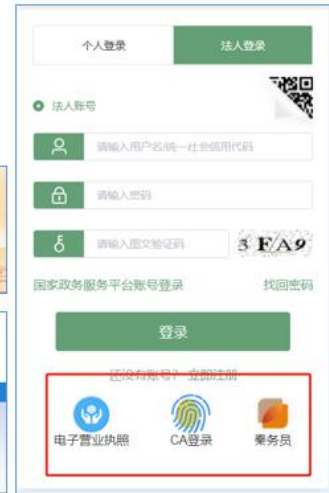 个人登录
法人登录
法人账号
请输入用户名/统一社会信用代码
请输入密码
请输入图文验证码
3 FA9
国家政务服务平台账号登录
找回密码
登录
还没有账号？ 立即注册
电子营业执照
CA登录
秦务员